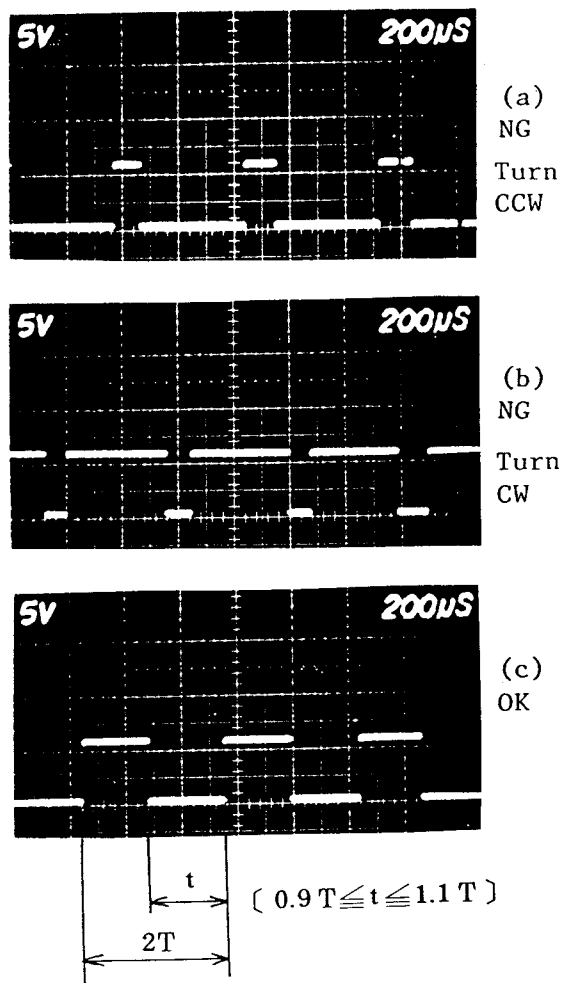 5V 200µS
(a)
NG
Turn
CCW
5V 200µS
(b)
NG
Turn
CW
5V 200µS
(c)
OK
t
〔 0.9 T≦t≦1.1 T 〕
2T